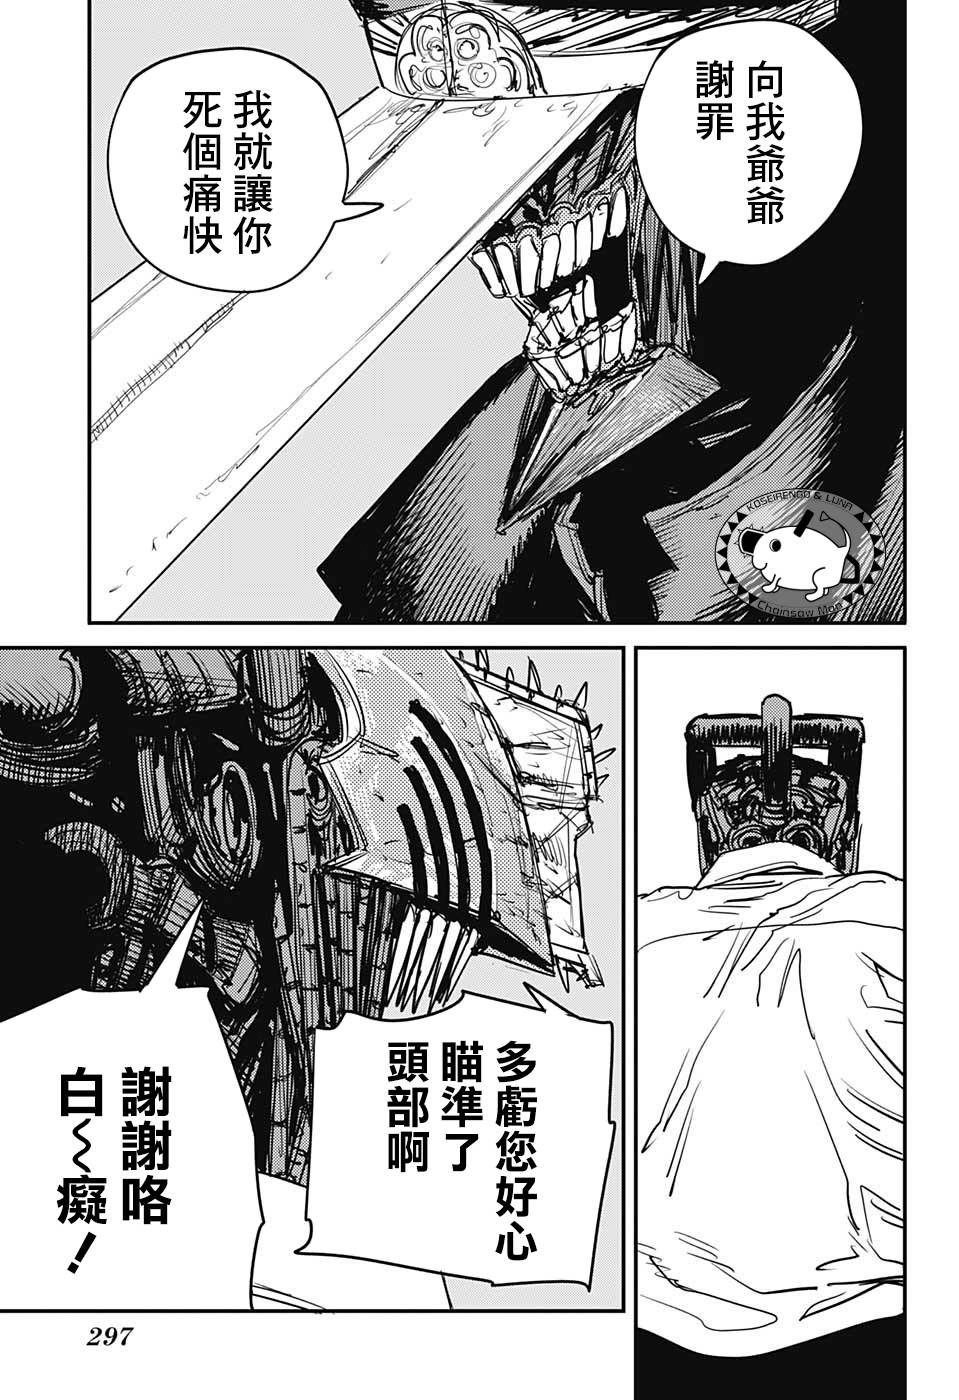 向我爺爺
謝罪
我就讓你
死個痛快
KOSEIRENGO & LUNA
Chainsaw Man
多虧您好心
瞄準了
頭部啊
謝謝咯
白～癡！
297